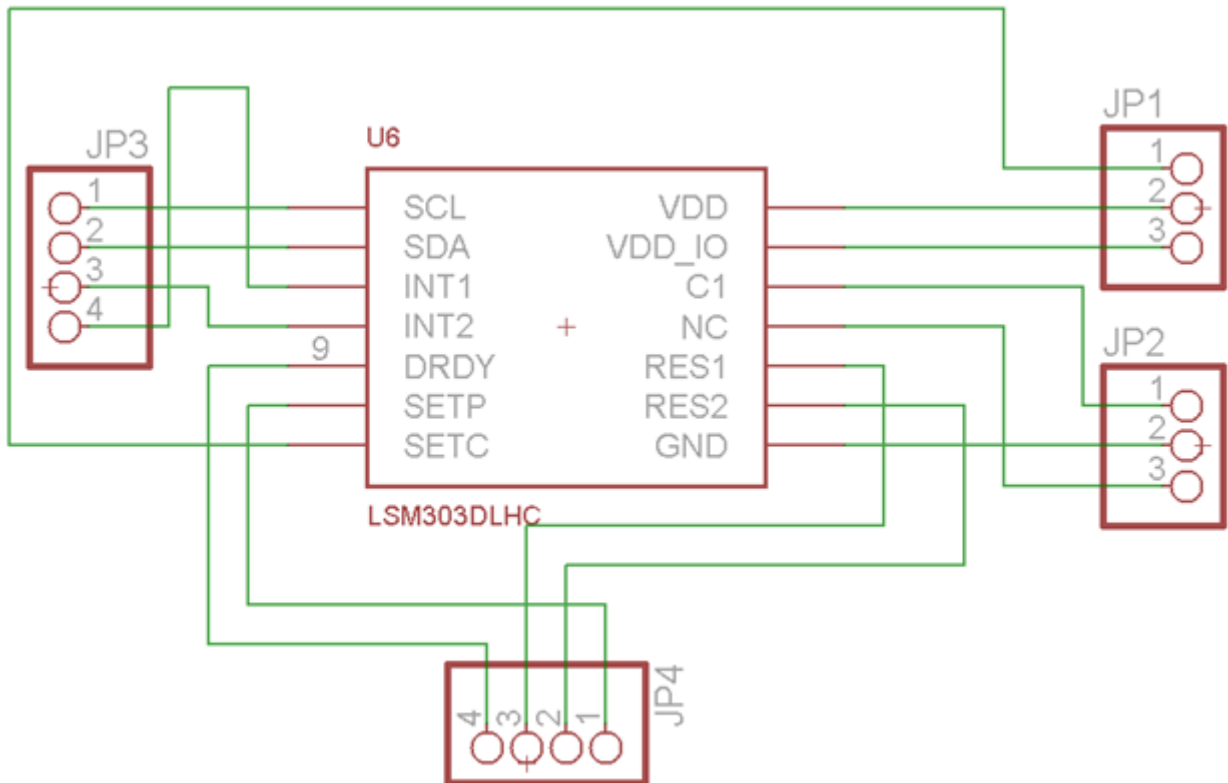 JP1
U6
JP3
1
2
3
4
1
2
3
SCL
SDA
INT1
INT2
DRDY
SETP
SETC
9
VDD
VDD_IO
C1
NC
RES1
RES2
GND
LSM303DLHC
JP2
1
2
3
4
3
2
1
JP4